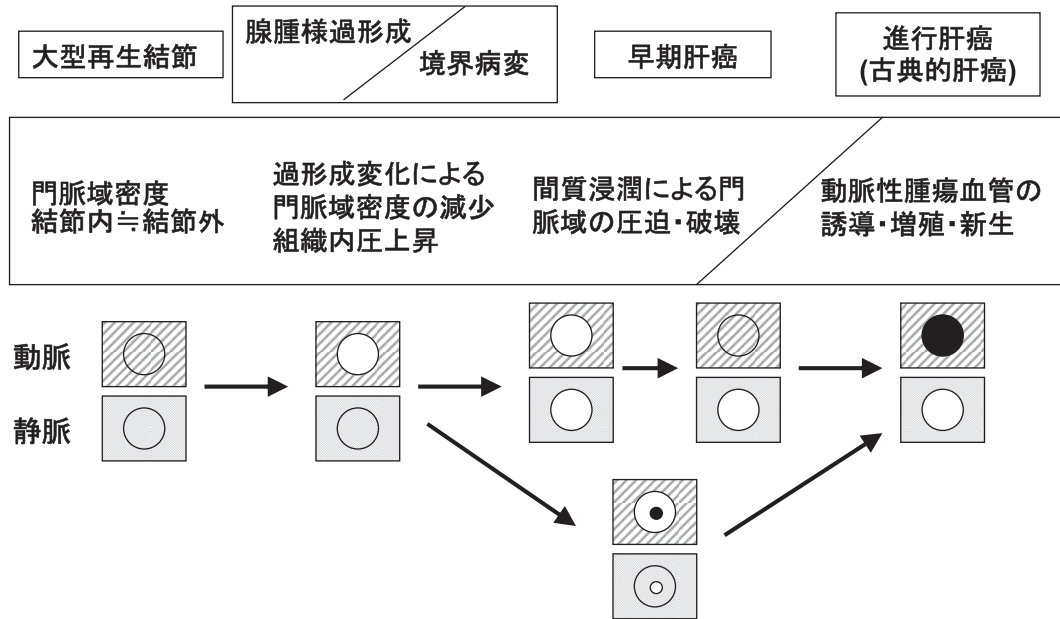 大型再生結節
腺腫様過形成
境界病変
早期肝癌
進行肝癌
(古典的肝癌)
門脈域密度
結節内≒結節外
過形成変化による
門脈域密度の減少
組織内圧上昇
間質浸潤による門
脈域の圧迫・破壊
動脈性腫瘍血管の
誘導・増殖・新生
動脈
静脈